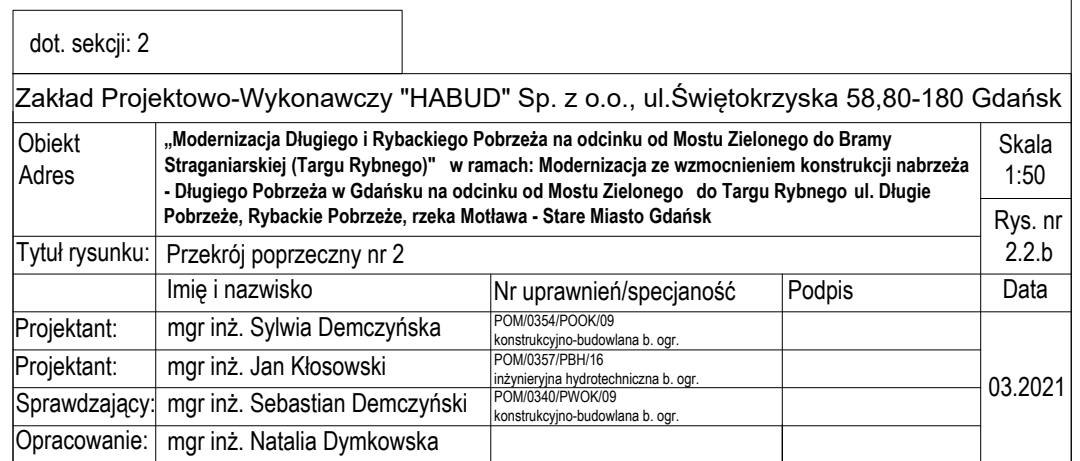 dot. sekcji: 2
Zakład Projektowo-Wykonawczy "HABUD" Sp. z o.o., ul.Świętokrzyska 58,80-180 Gdańsk
Obiekt
Adres
„Modernizacja Długiego i Rybackiego Pobrzeża na odcinku od Mostu Zielonego do Bramy
Straganiarskiej (Targu Rybnego)" w ramach: Modernizacja ze wzmocnieniem konstrukcji nabrzeża
- Długiego Pobrzeża w Gdańsku na odcinku od Mostu Zielonego do Targu Rybnego ul. Długie
Pobrzeże, Rybackie Pobrzeże, rzeka Motława - Stare Miasto Gdańsk
Skala
1:50
Rys. nr
2.2.b
Tytuł rysunku: Przekrój poprzeczny nr 2
Imię i nazwisko Nr uprawnień/specjaność Podpis Data
Projektant: mgr inż. Sylwia Demczyńska POM/0354/POOK/09
konstrukcyjno-budowlana b. ogr.
Projektant: mgr inż. Jan Kłosowski POM/0357/PBH/16
inżynieryjna hydrotechniczna b. ogr.
Sprawdzający: mgr inż. Sebastian Demczyński POM/0340/PWOK/09
konstrukcyjno-budowlana b. ogr.
Opracowanie: mgr inż. Natalia Dymkowska
03.2021